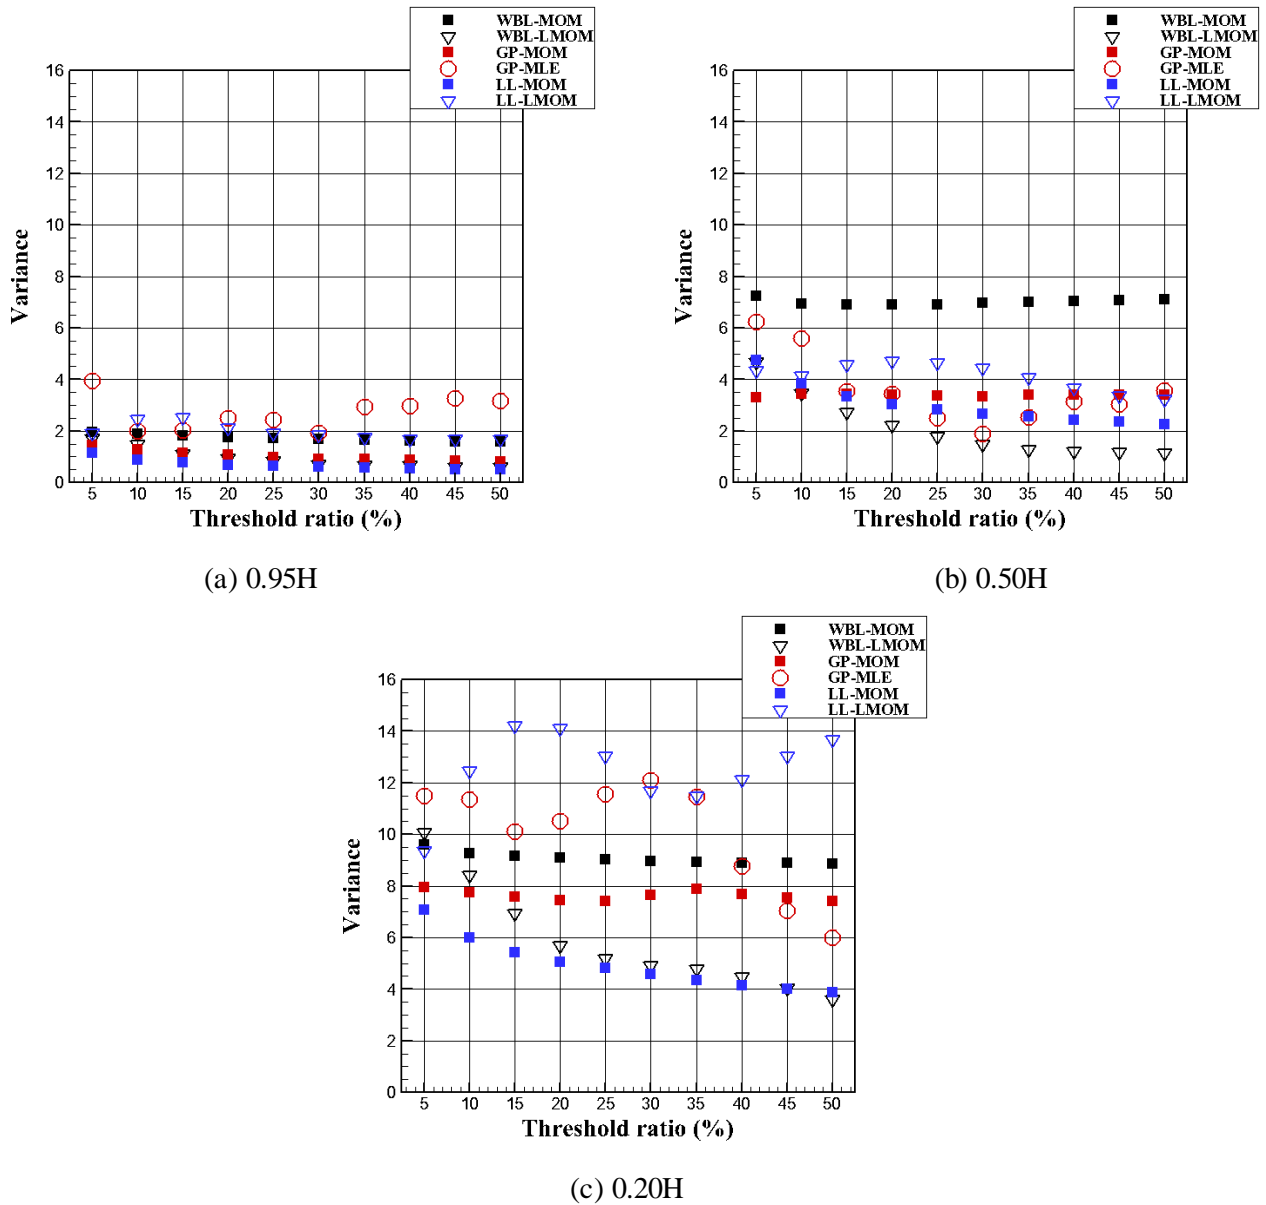 WBL-MOM
WBL-LMOM
GP-MOM
GP-MLE
LL-MOM
LL-LMOM
16
14
12
10
8
6
4
2
0
Variance
5 10 15 20 25 30 35 40 45 50
Threshold ratio (%)
(a) 0.95H
WBL-MOM
WBL-LMOM
GP-MOM
GP-MLE
LL-MOM
LL-LMOM
16
14
12
10
8
6
4
2
0
Variance
5 10 15 20 25 30 35 40 45 50
Threshold ratio (%)
(b) 0.50H
WBL-MOM
WBL-LMOM
GP-MOM
GP-MLE
LL-MOM
LL-LMOM
16
14
12
10
8
6
4
2
0
Variance
5 10 15 20 25 30 35 40 45 50
Threshold ratio (%)
(c) 0.20H